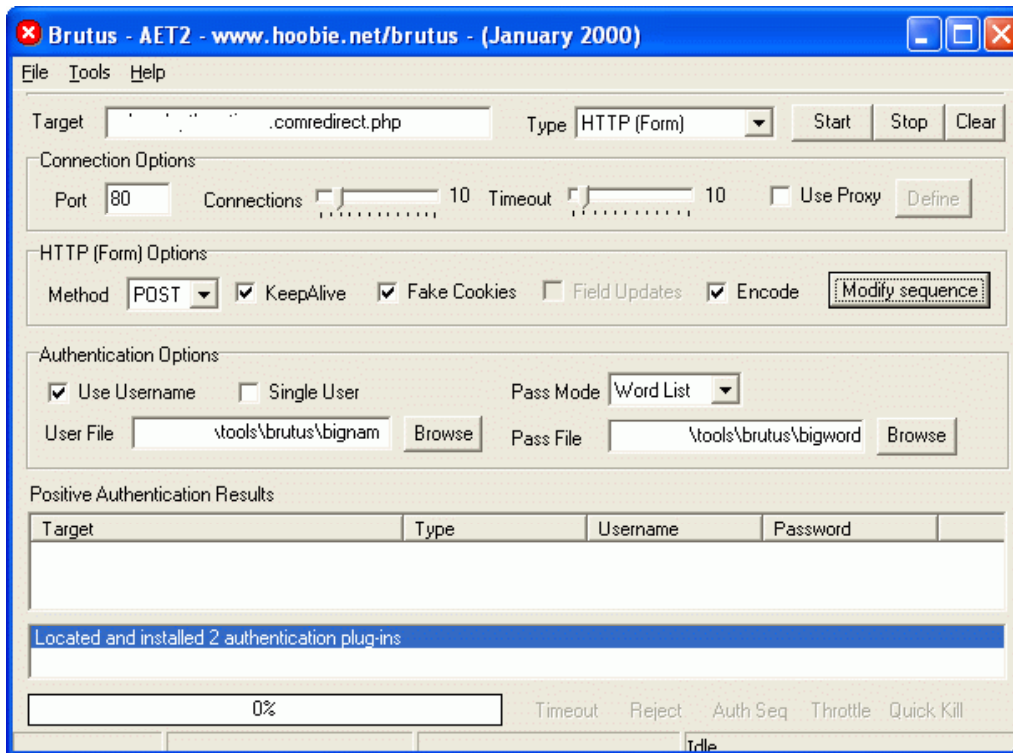 Brutus - AET2 - www.hoobie.net/brutus - (January 2000)
File Tools Help
Target .comredirect.php Type HTTP (Form) Start Stop Clear
Connection Options
Port 80 Connections 10 Timeout 10 Use Proxy Define
HTTP (Form) Options
Method POST KeepAlive Fake Cookies Field Updates Encode Modify sequence
Authentication Options
Use Username Single User Pass Mode Word List
User File \tools\brutus\bignam Browse Pass File \tools\brutus\bigword Browse
Positive Authentication Results
Target Type Username Password
Located and installed 2 authentication plug-ins
0% Timeout Reject Auth Seq Throttle Quick Kill
Idle